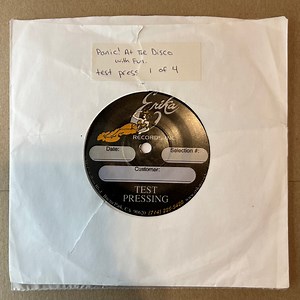 Panic! At the Disco
with Fun.
test press 1 of 4
Erika
RECORDS, INC
Date:
Selection #:
Customer:
TEST
PRESSING